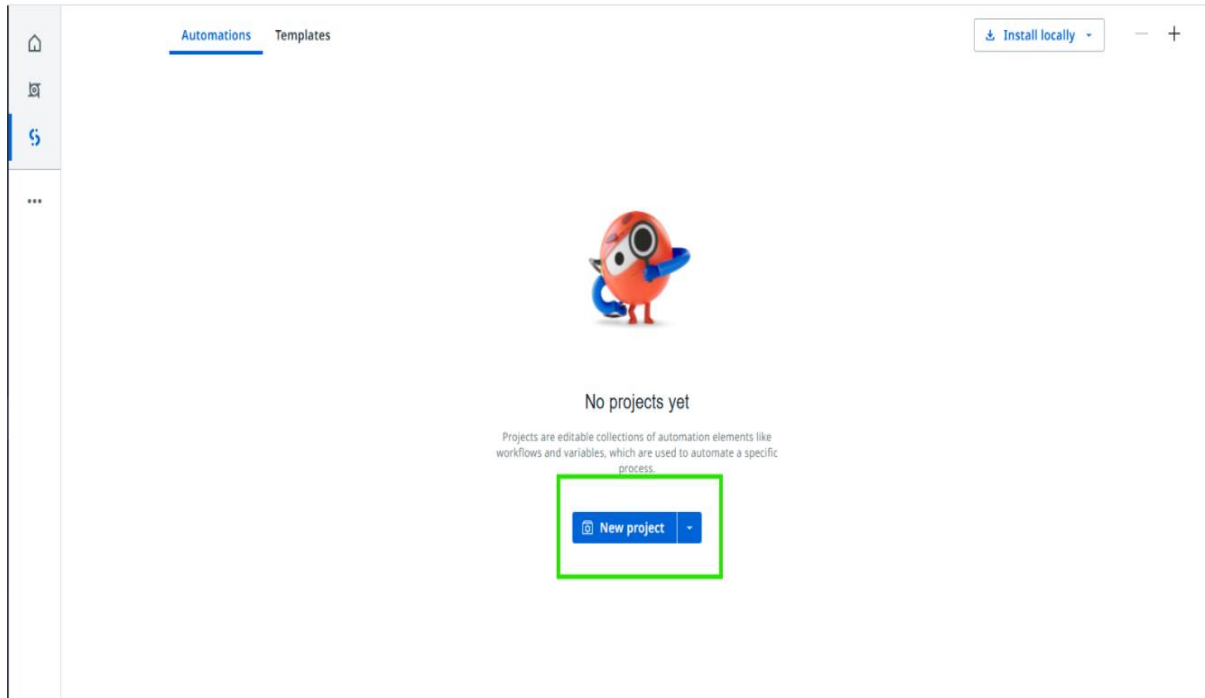 Automations Templates
Install locally
No projects yet
Projects are editable collections of automation elements like
workflows and variables, which are used to automate a specific
process.
New project